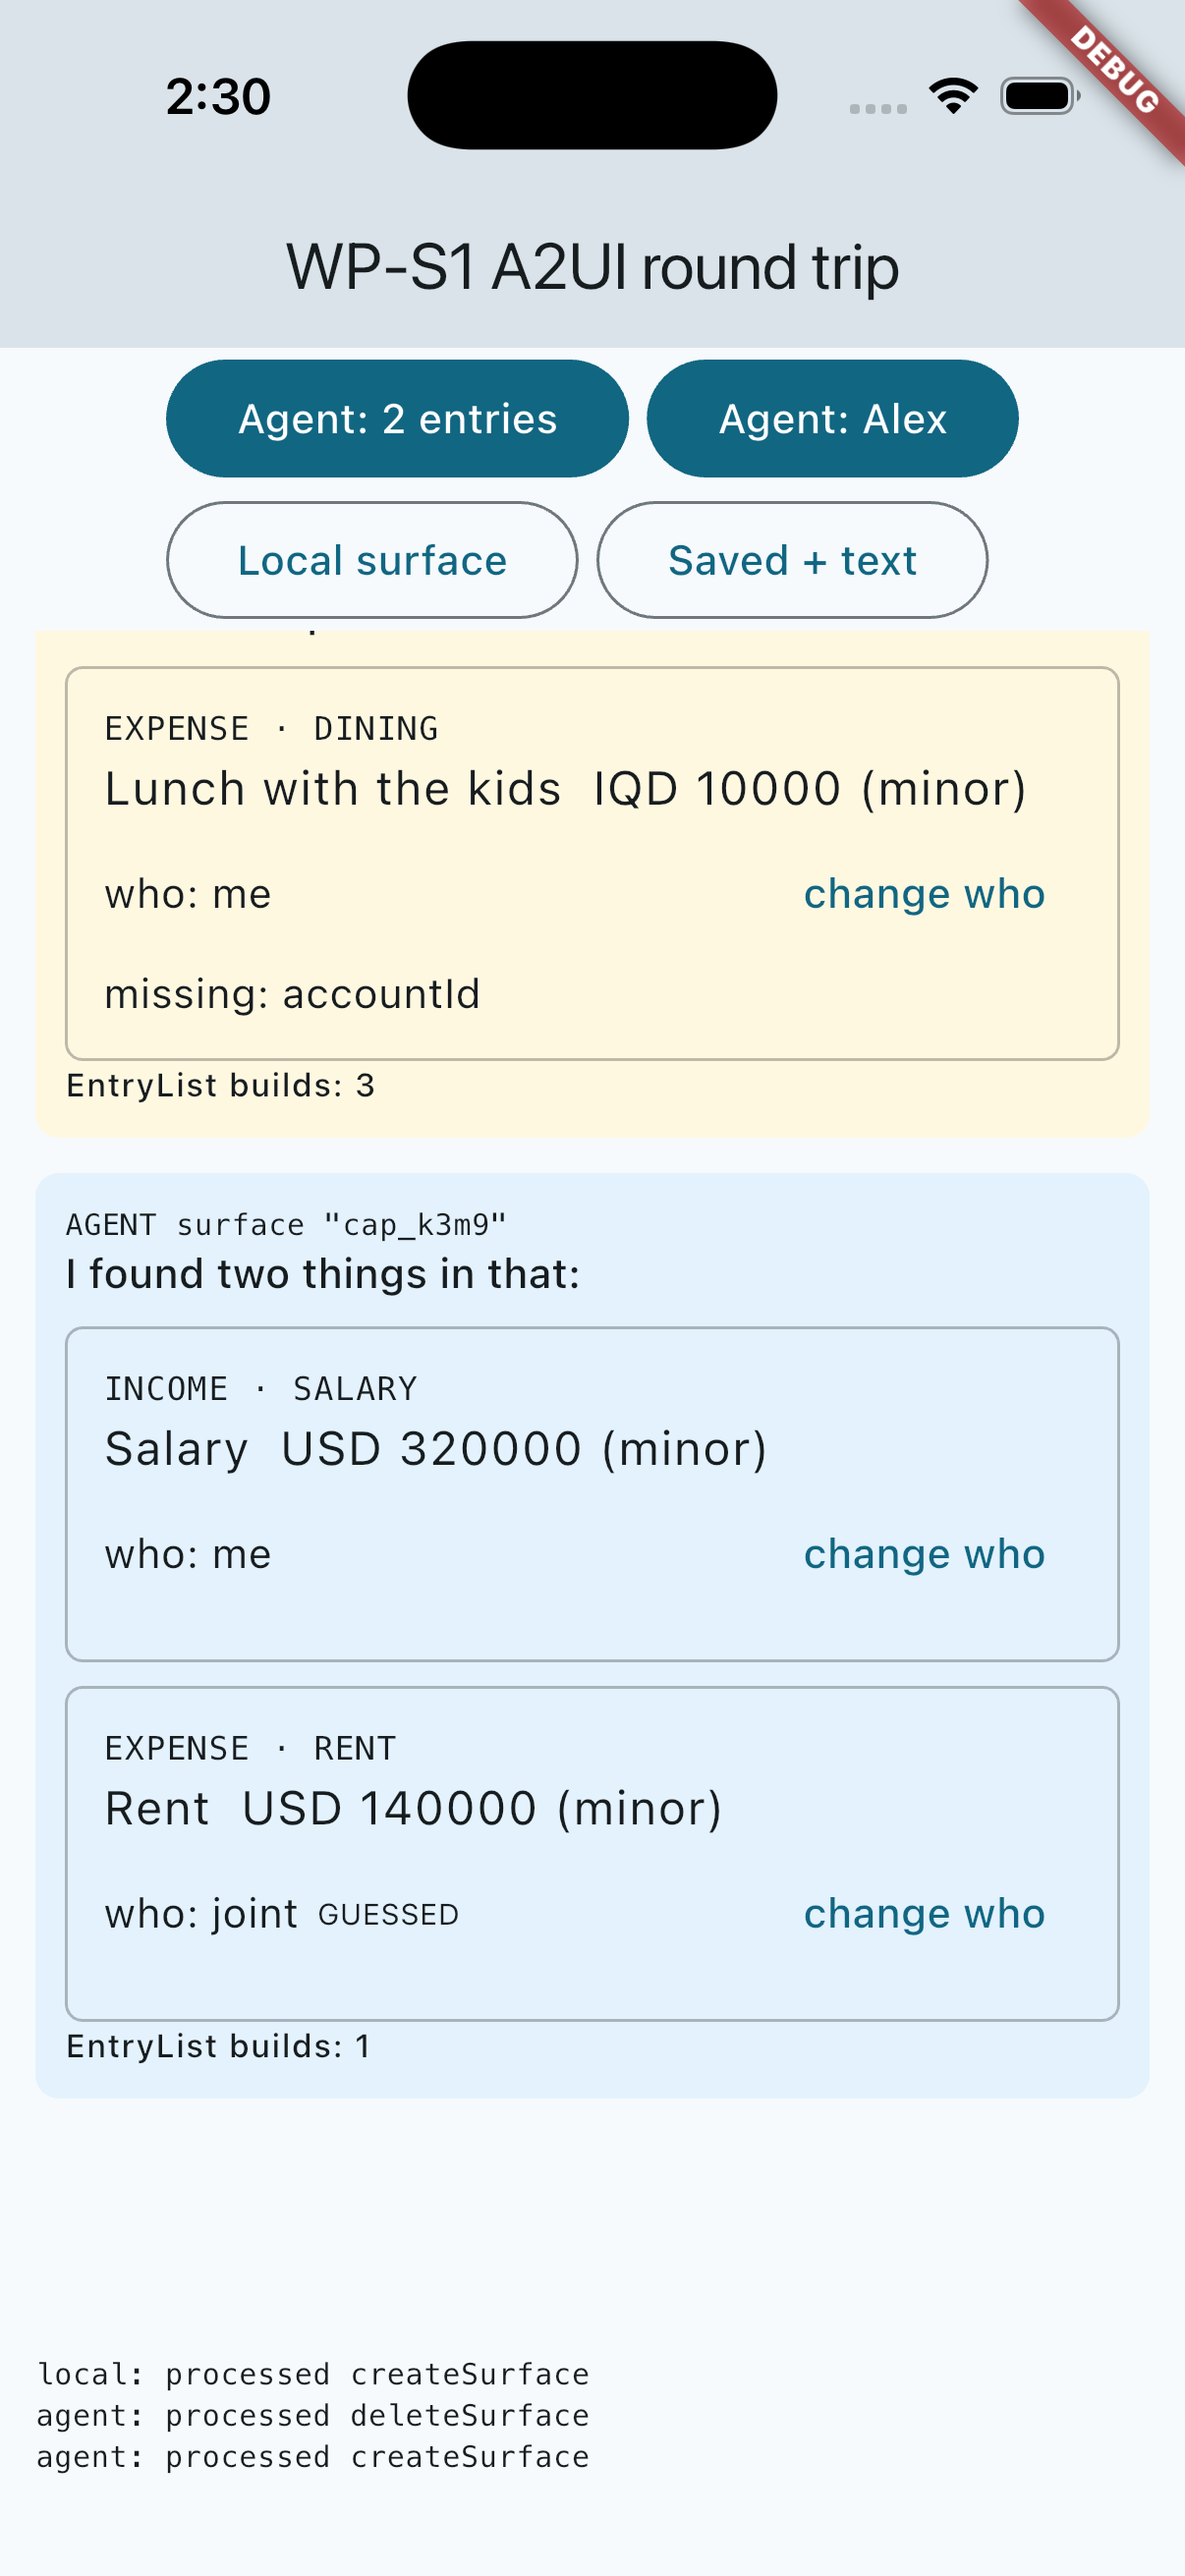 2:30
DEBUG
WP-S1 A2UI round trip
Agent: 2 entries
Agent: Alex
Local surface
Saved + text
EXPENSE · DINING
Lunch with the kids IQD 10000 (minor)
who: me change who
missing: accountId
EntryList builds: 3
AGENT surface "cap_k3m9"
I found two things in that:
INCOME · SALARY
Salary USD 320000 (minor)
who: me change who
EXPENSE · RENT
Rent USD 140000 (minor)
who: joint GUESSED change who
EntryList builds: 1
local: processed createSurface
agent: processed deleteSurface
agent: processed createSurface